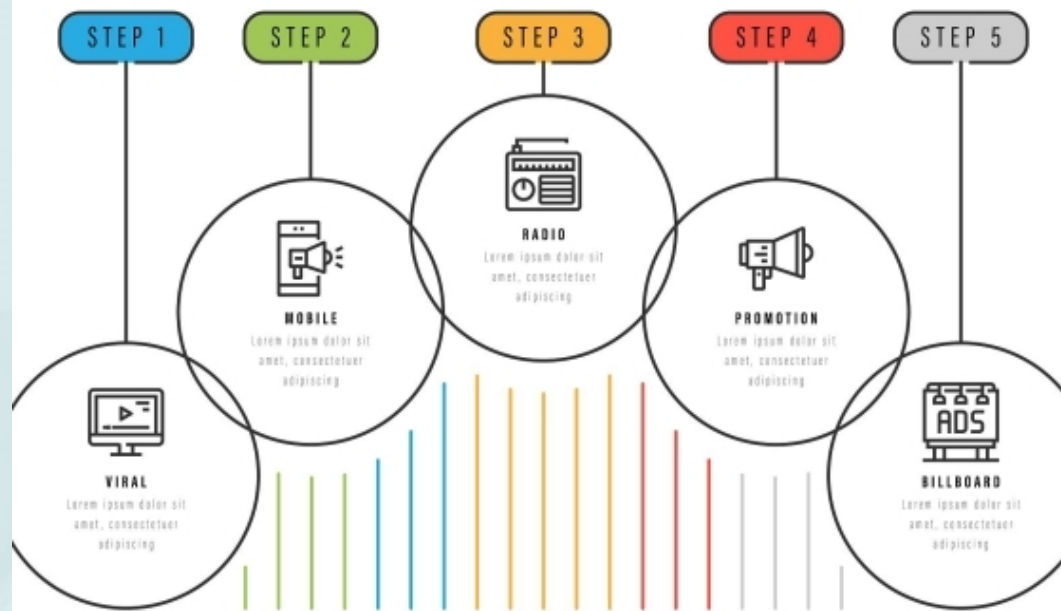 STEP 1
STEP 2
STEP 3
STEP 4
STEP 5
VIRAL
Lorem ipsum dolor sit
amet, consectetuer
adipiscing
MOBILE
Lorem ipsum dolor sit
amet, consectetuer
adipiscing
RADIO
Lorem ipsum dolor sit
amet, consectetuer
adipiscing
PROMOTION
Lorem ipsum dolor sit
amet, consectetuer
adipiscing
ADS
BILLBOARD
Lorem ipsum dolor sit
amet, consectetuer
adipiscing